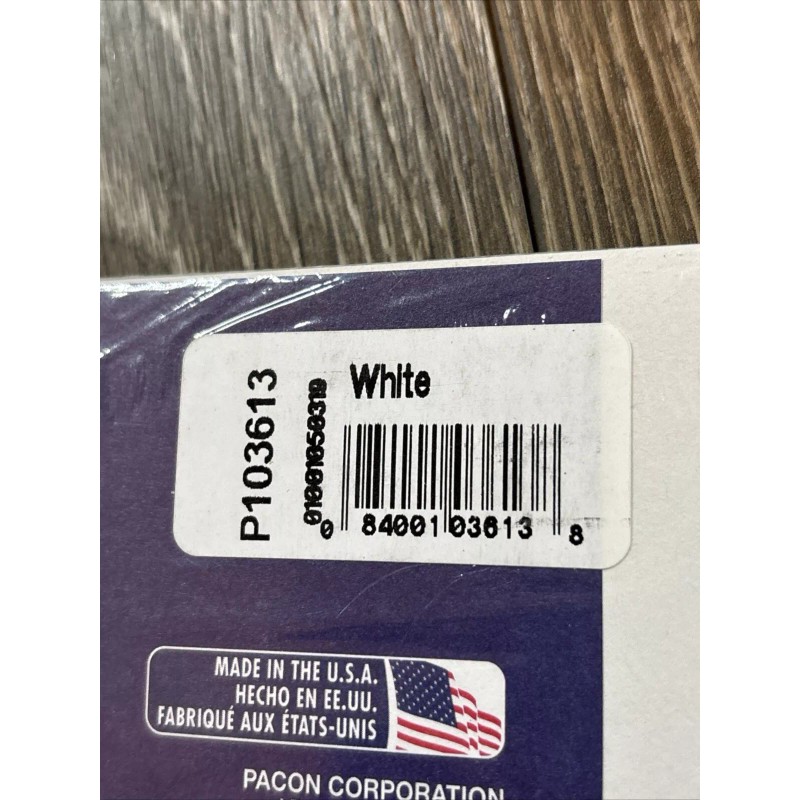 White
P103613
01001050319
0 84001 03613 8
MADE IN THE U.S.A.
HECHO EN EE.UU.
FABRIQUÉ AUX ÉTATS-UNIS
PACON CORPORATION